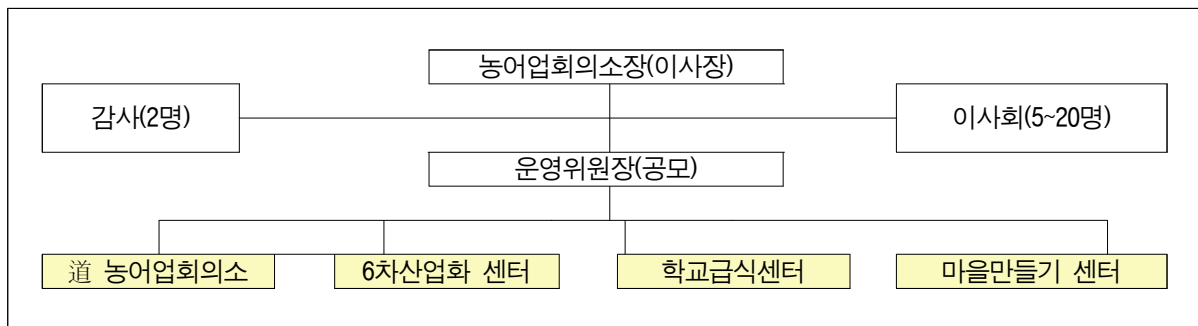 농어업회의소장(이사장)
감사(2명)
이사회(5~20명)
운영위원장(공모)
道 농어업회의소
6차산업화 센터
학교급식센터
마을만들기 센터